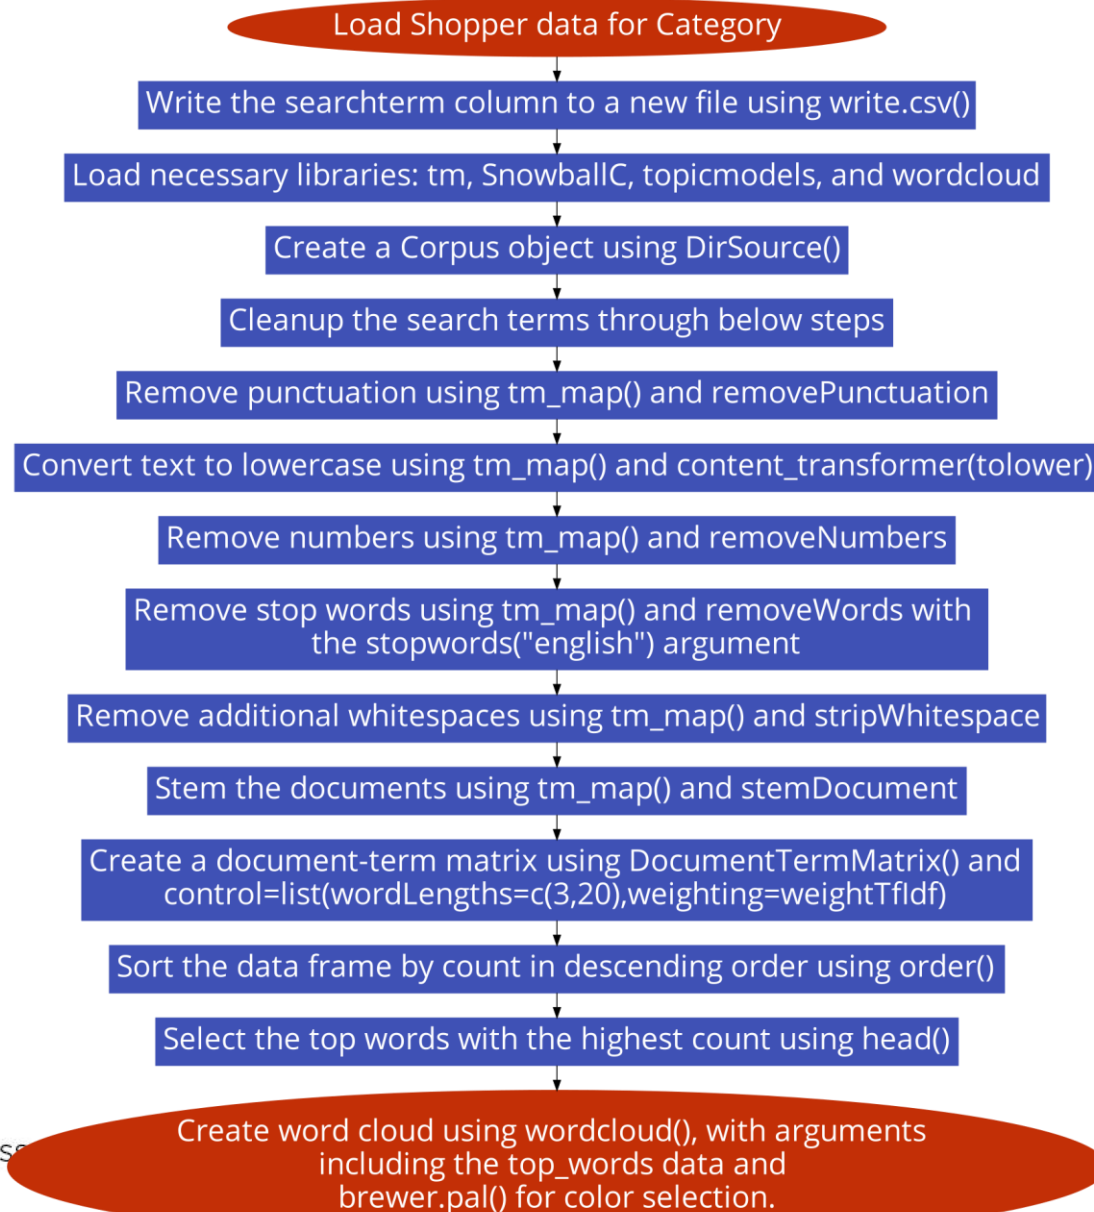 Load Shopper data for Category
Write the searchterm column to a new file using write.csv()
Load necessary libraries: tm, SnowballC, topicmodels, and wordcloud
Create a Corpus object using DirSource()
Cleanup the search terms through below steps
Remove punctuation using tm_map() and removePunctuation
Convert text to lowercase using tm_map() and content_transformer(tolower)
Remove numbers using tm_map() and removeNumbers
Remove stop words using tm_map() and removeWords with
the stopwords("english") argument
Remove additional whitespaces using tm_map() and stripWhitespace
Stem the documents using tm_map() and stemDocument
Create a document-term matrix using DocumentTermMatrix() and
control=list(wordLengths=c(3,20),weighting=weightTfIdf)
Sort the data frame by count in descending order using order()
Select the top words with the highest count using head()
Create word cloud using wordcloud(), with arguments
including the top_words data and
brewer.pal() for color selection.